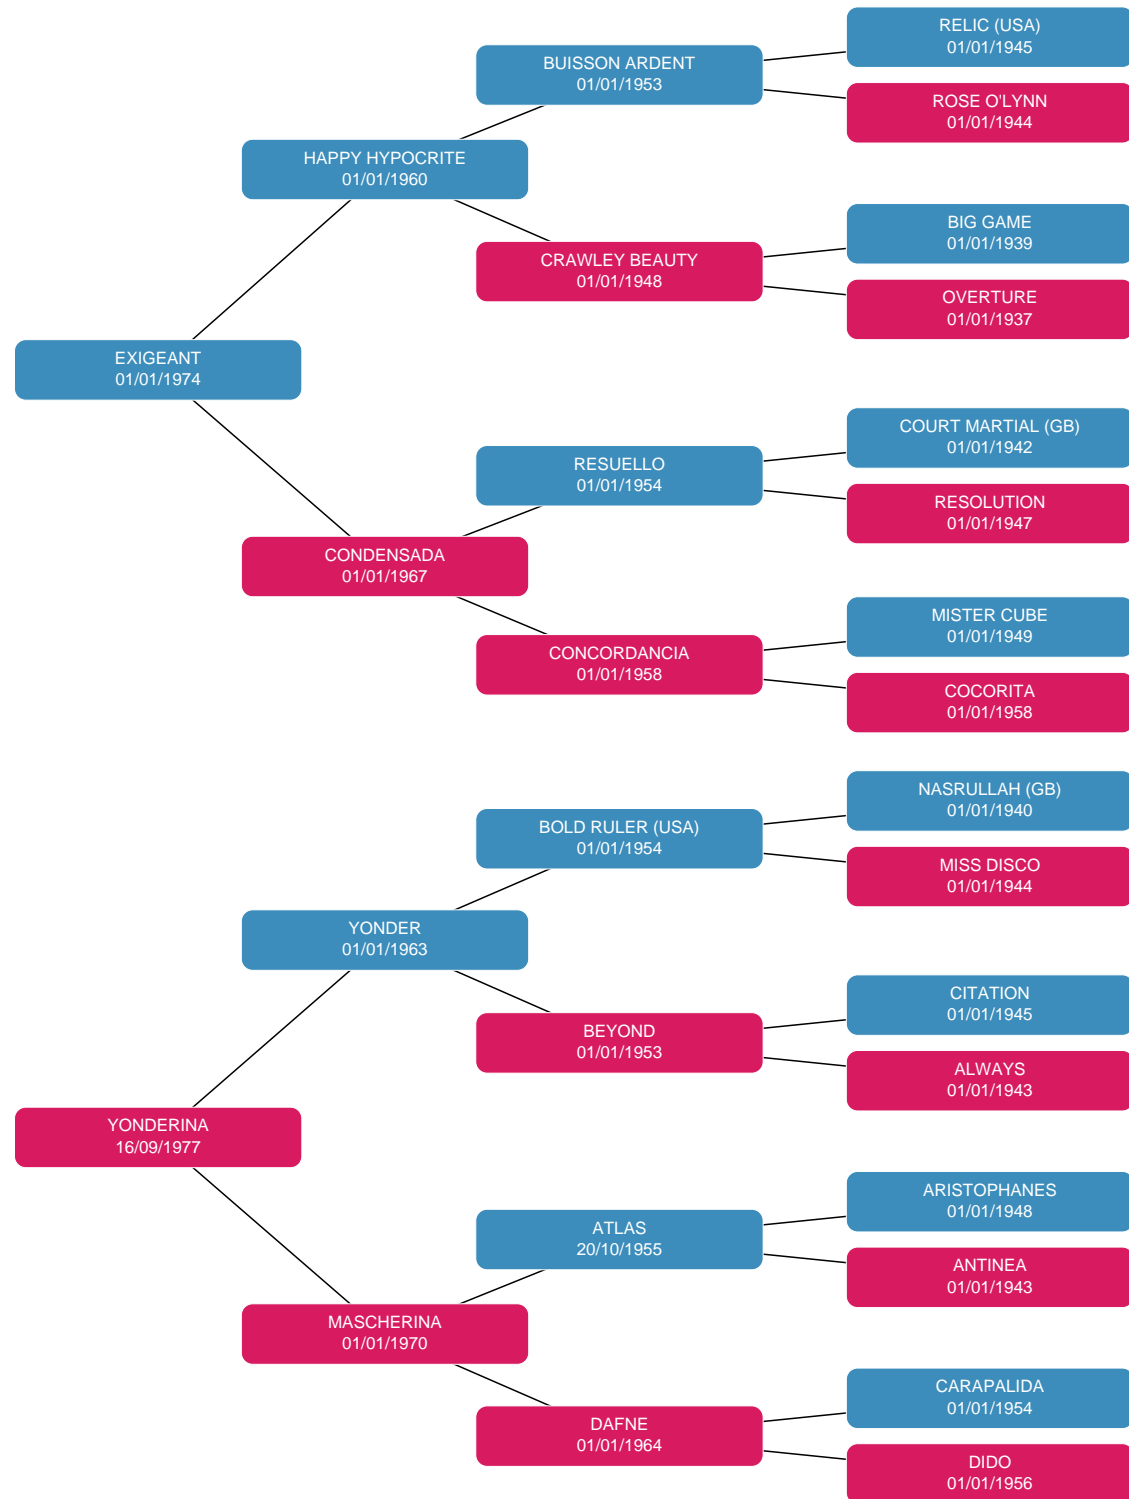 RELIC (USA)
01/01/1945
BUISSON ARDENT
01/01/1953
ROSE O'LYNN
01/01/1944
HAPPY HYPOCRITE
01/01/1960
BIG GAME
01/01/1939
CRAWLEY BEAUTY
01/01/1948
OVERTURE
01/01/1937
EXIGEANT
01/01/1974
COURT MARTIAL (GB)
01/01/1942
RESUELLO
01/01/1954
RESOLUTION
01/01/1947
CONDENSADA
01/01/1967
MISTER CUBE
01/01/1949
CONCORDANCIA
01/01/1958
COCORITA
01/01/1958
NASRULLAH (GB)
01/01/1940
BOLD RULER (USA)
01/01/1954
MISS DISCO
01/01/1944
YONDER
01/01/1963
CITATION
01/01/1945
BEYOND
01/01/1953
ALWAYS
01/01/1943
YONDERINA
16/09/1977
ARISTOPHANES
01/01/1948
ATLAS
20/10/1955
ANTINEA
01/01/1943
MASCHERINA
01/01/1970
CARAPALIDA
01/01/1954
DAFNE
01/01/1964
DIDO
01/01/1956